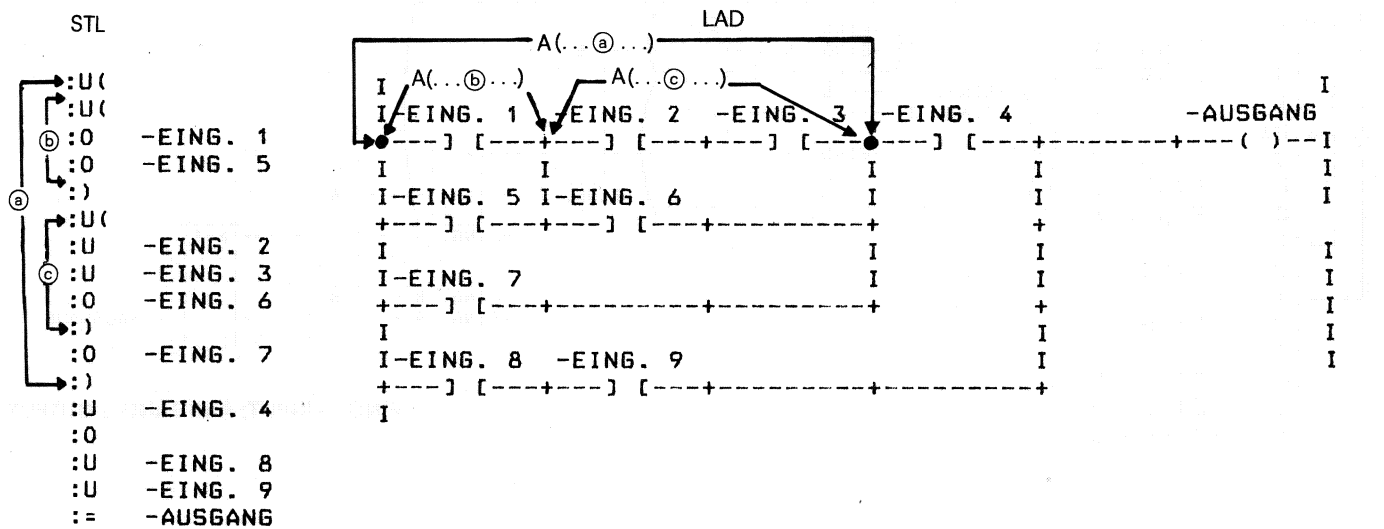 STL
:U(
:U(
:O -EING. 1
:O -EING. 5
:)
:U(
:U -EING. 2
:U -EING. 3
:O -EING. 6
:)
:O -EING. 7
:)
:U -EING. 4
:O
:U -EING. 8
:U -EING. 9
:= -AUSGANG
ⓐ
ⓑ
ⓒ
LAD
A(...ⓐ...)
A(...ⓑ...) A(...ⓒ...)
I I
I-EING. 1 -EING. 2 -EING. 3 -EING. 4 -AUSGANG
●---] [---+---] [---+---] [---●---] [---+---------+---( )--I
I I I I I
I-EING. 5 I-EING. 6 I I I
+---] [---+---] [---+---------+ +
I I I I
I-EING. 7 I I I
+---] [---+---------+---------+ + I
I I I
I-EING. 8 -EING. 9 I I
+---] [---+---] [---+---------+---------+
I